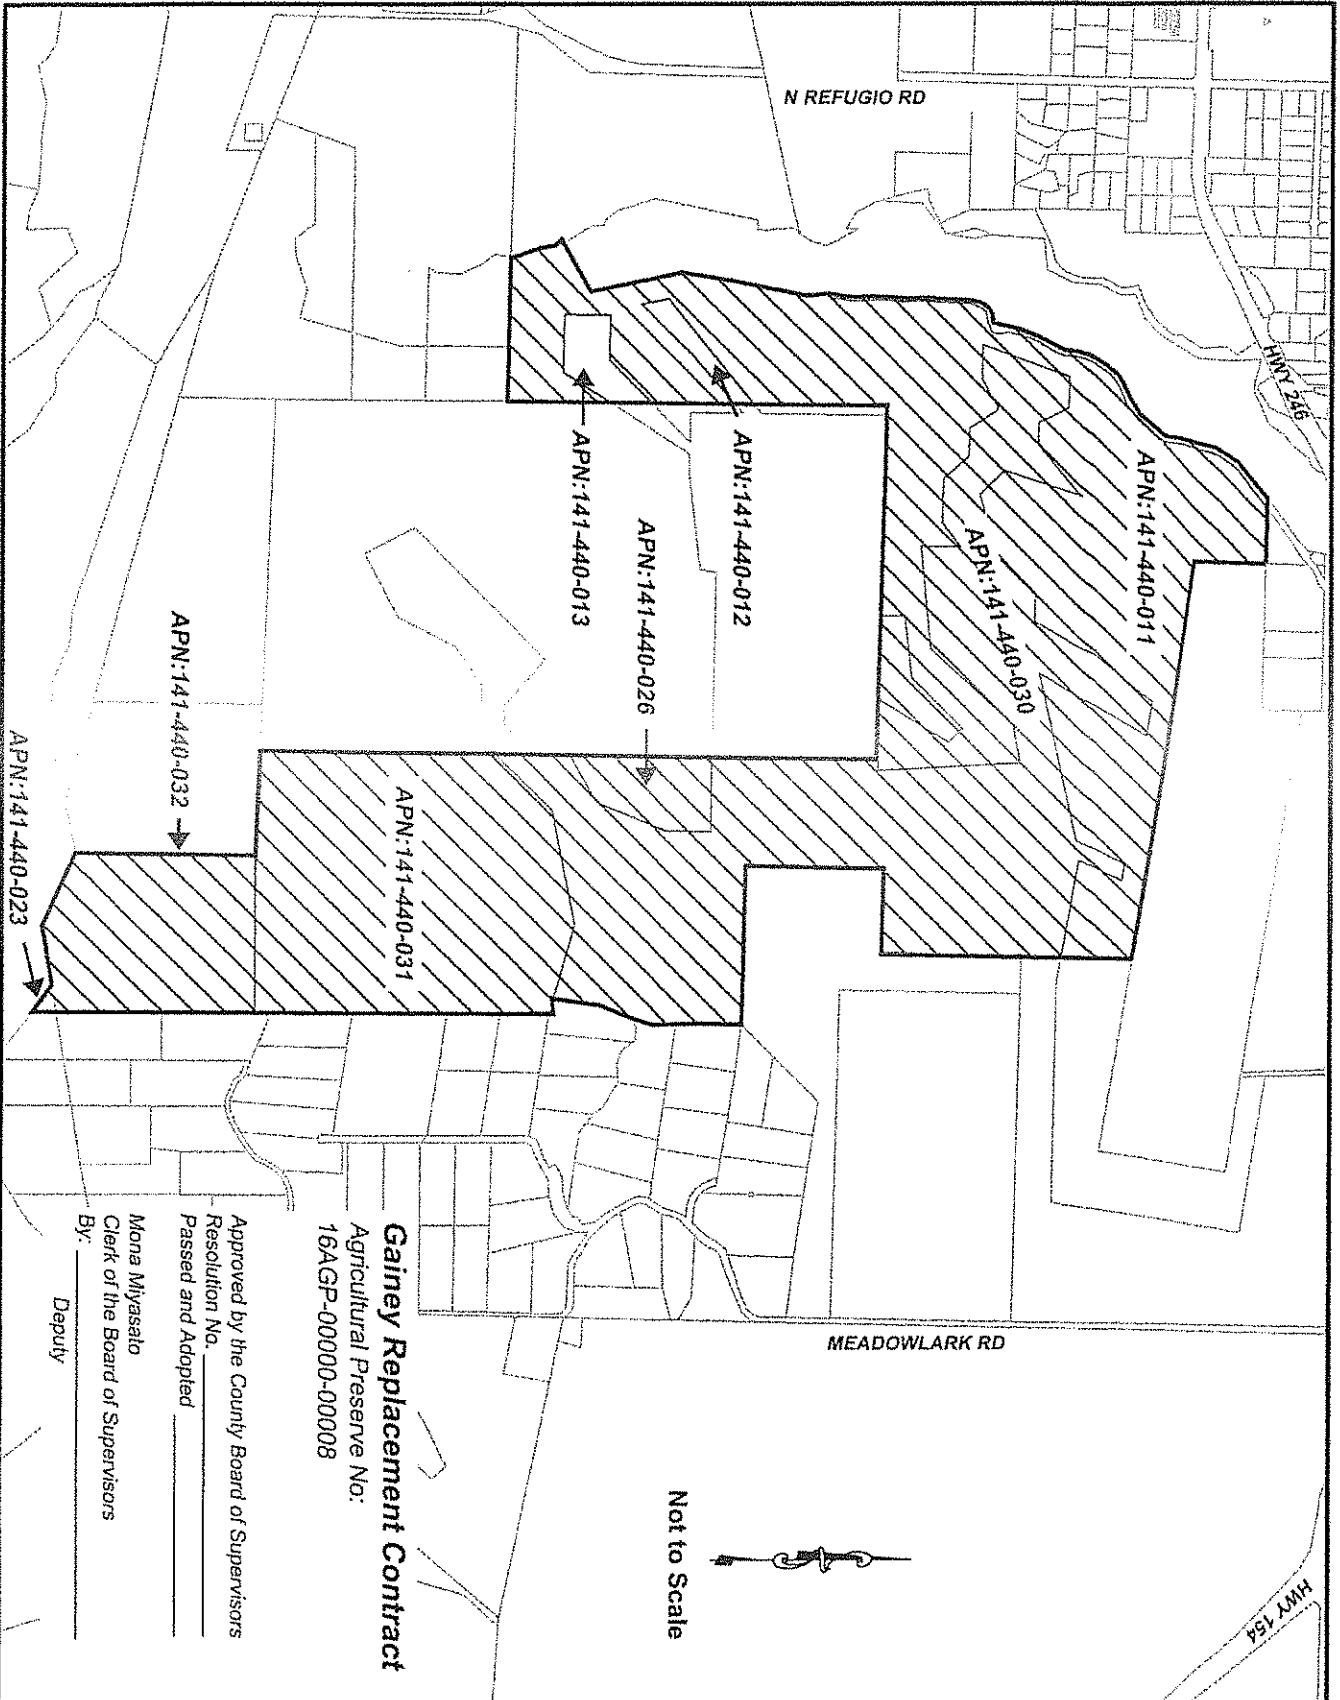 HWY 246
HWY 154
N REFUGIO RD
MEADOWLARK RD
APN:141-440-011
APN:141-440-030
APN:141-440-012
APN:141-440-026
APN:141-440-013
APN:141-440-031
APN:141-440-032
APN:141-440-023
Not to Scale
Gainey Replacement Contract
Agricultural Preserve No:
16AGP-00000-00008
Approved by the County Board of Supervisors
Resolution No.
Passed and Adopted
Mona Miyasato
Clerk of the Board of Supervisors
By:
Deputy